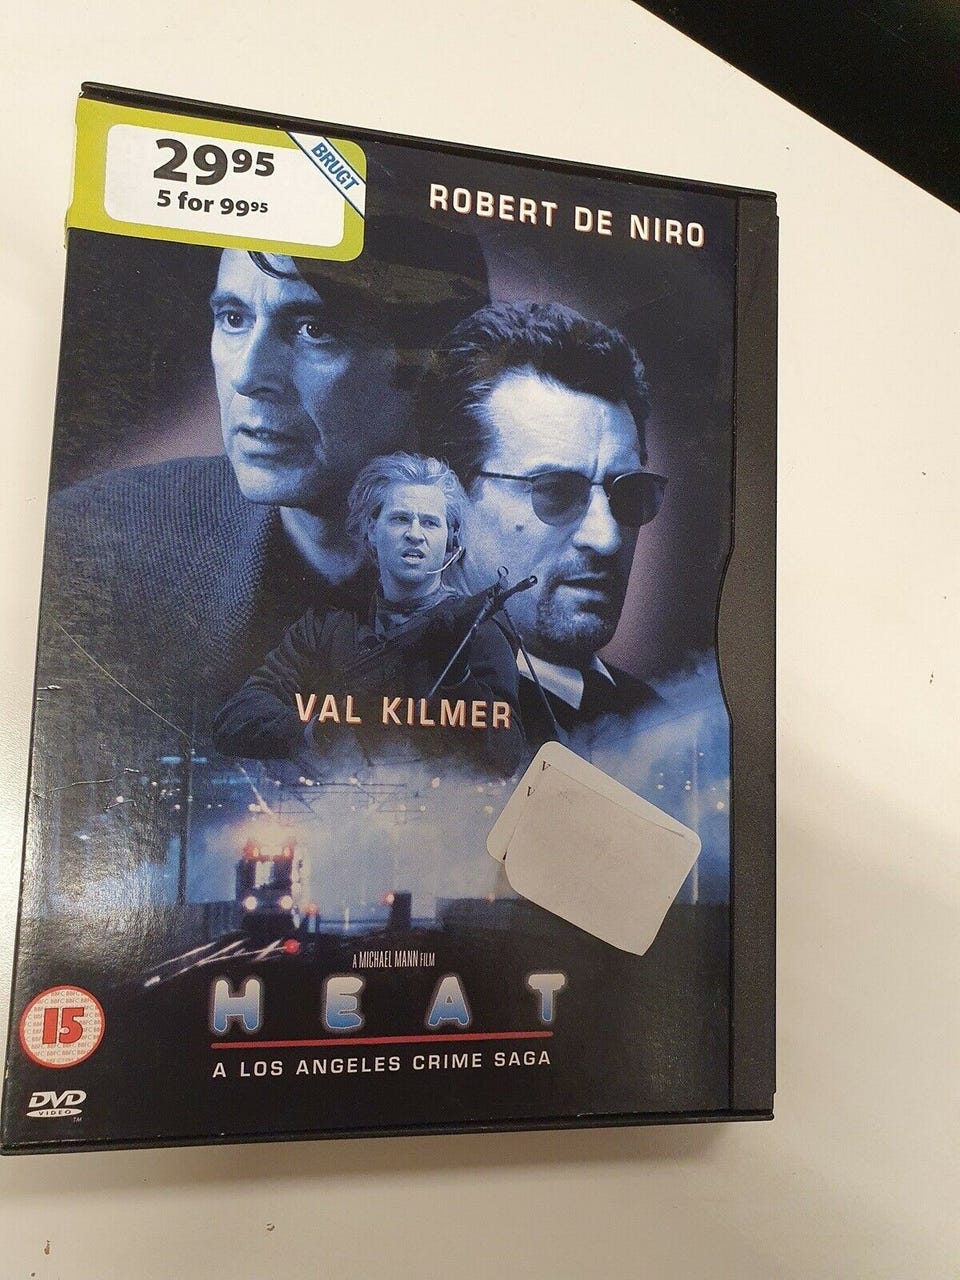 29⁹⁵
5 for 99⁹⁵
BRUGT
ROBERT DE NIRO
VAL KILMER
V
V
A MICHAEL MANN FILM
HEAT
A LOS ANGELES CRIME SAGA
15
DVD
VIDEO
TM